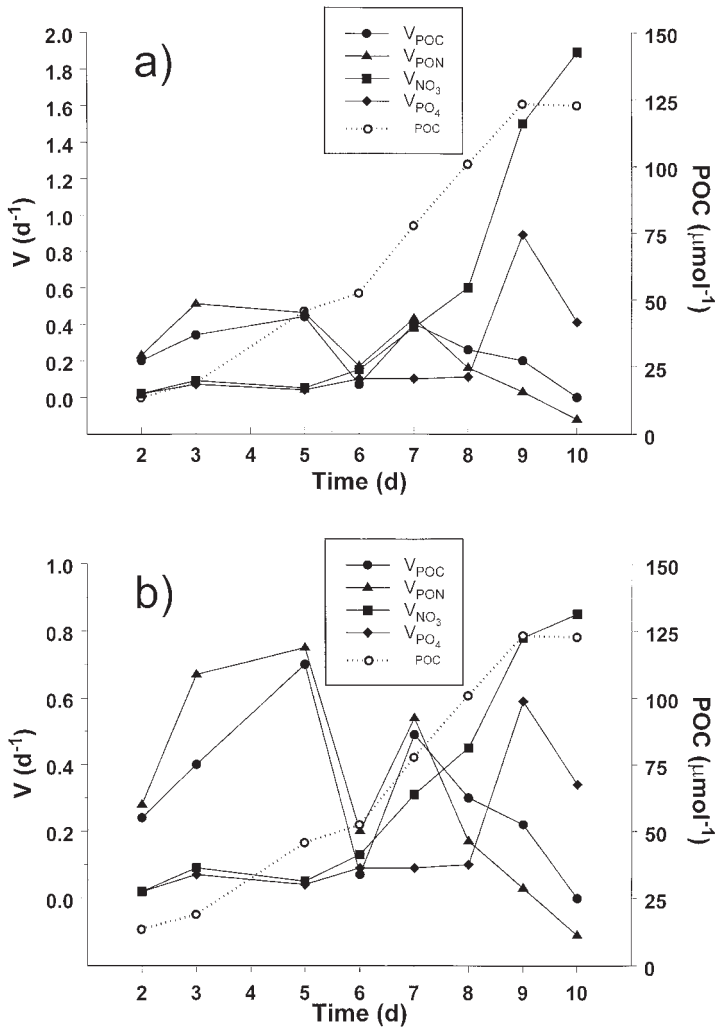 a)
V_POC
V_PON
V_NO3
V_PO4
POC
2.0
1.8
1.6
1.4
1.2
1.0
0.8
0.6
0.4
0.2
0.0
V (d⁻¹)
150
125
100
75
50
25
0
POC (μmol⁻¹)
2 3 4 5 6 7 8 9 10
Time (d)
b)
V_POC
V_PON
V_NO3
V_PO4
POC
1.0
0.8
0.6
0.4
0.2
0.0
V (d⁻¹)
150
125
100
75
50
25
0
POC (μmol⁻¹)
2 3 4 5 6 7 8 9 10
Time (d)